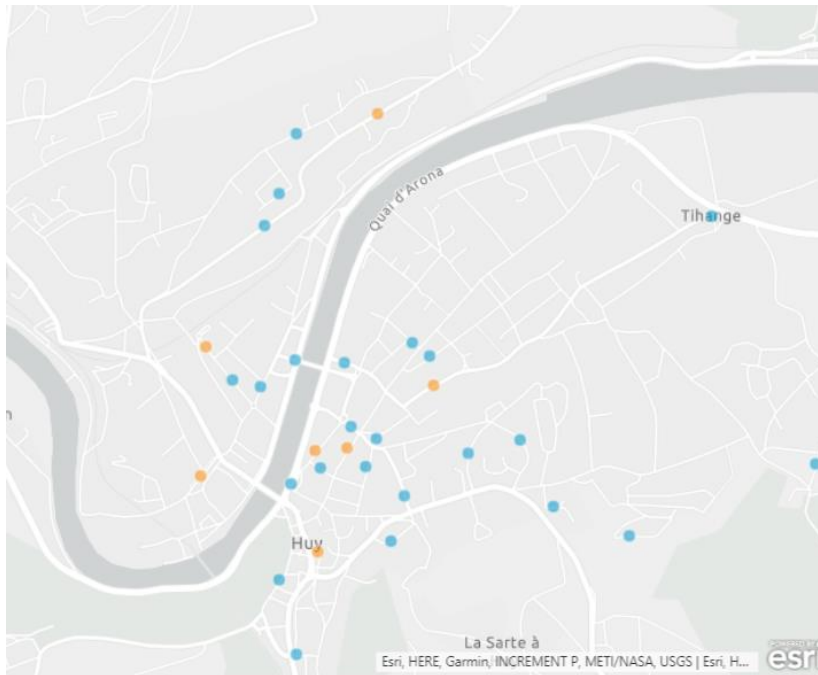 Quai d'Arona
Tihange
Huy
La Sarte à
Esri, HERE, Garmin, INCREMENT P, METI/NASA, USGS | Esri, H...
esri